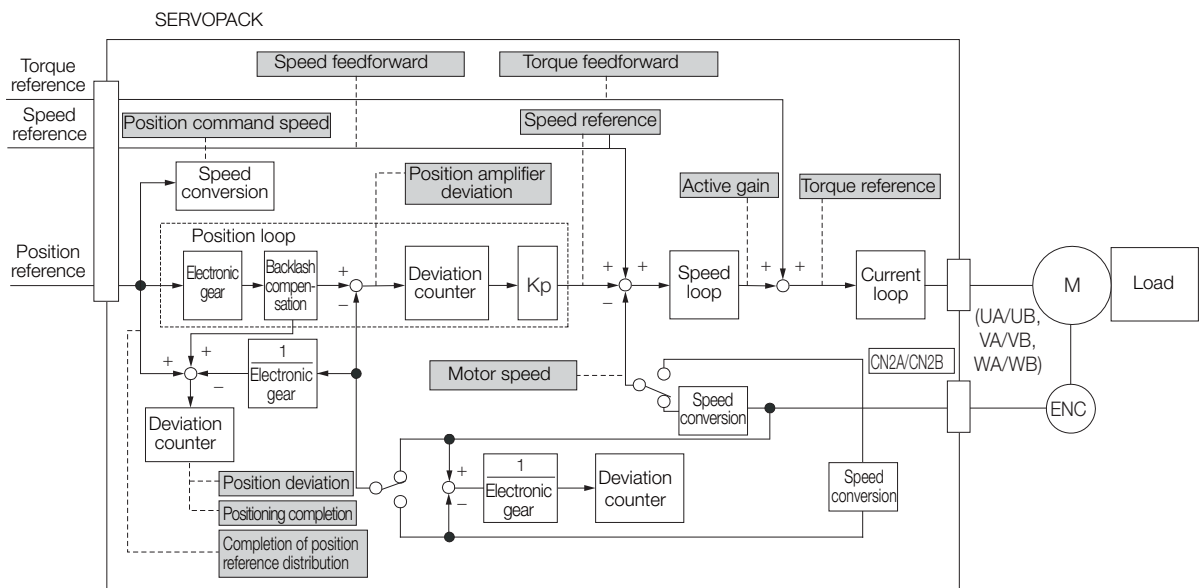 SERVOPACK
Torque
reference
Speed
reference
Speed feedforward
Torque feedforward
Position command speed
Speed reference
Speed
conversion
Position amplifier
deviation
Active gain
Torque reference
Position
reference
Position loop
Electronic
gear
Backlash
compen-
sation
+
−
Deviation
counter
Kp
+
+
−
Speed
loop
+
+
Current
loop
M
Load
(UA/UB,
VA/VB,
WA/WB)
CN2A/CN2B
ENC
+
+
−
1
Electronic
gear
Motor speed
Speed
conversion
Deviation
counter
Position deviation
Positioning completion
Completion of position
reference distribution
+
−
1
Electronic
gear
Deviation
counter
Speed
conversion